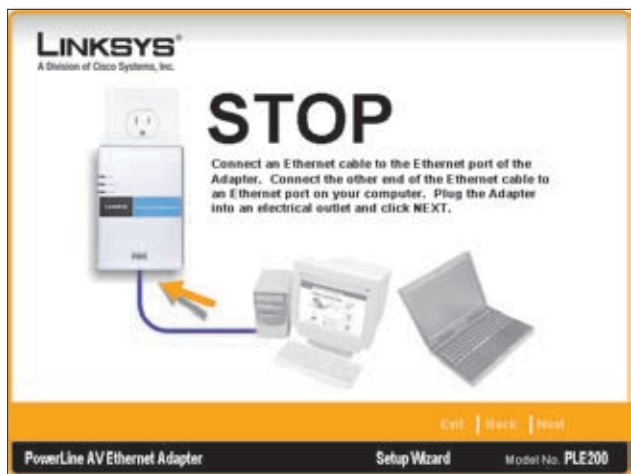 LINKSYS®
A Division of Cisco Systems, Inc.
STOP
Connect an Ethernet cable to the Ethernet port of the
Adapter. Connect the other end of the Ethernet cable to
an Ethernet port on your computer. Plug the Adapter
into an electrical outlet and click NEXT.
Exit | Back | Next
PowerLine AV Ethernet Adapter Setup Wizard Model No. PLE200